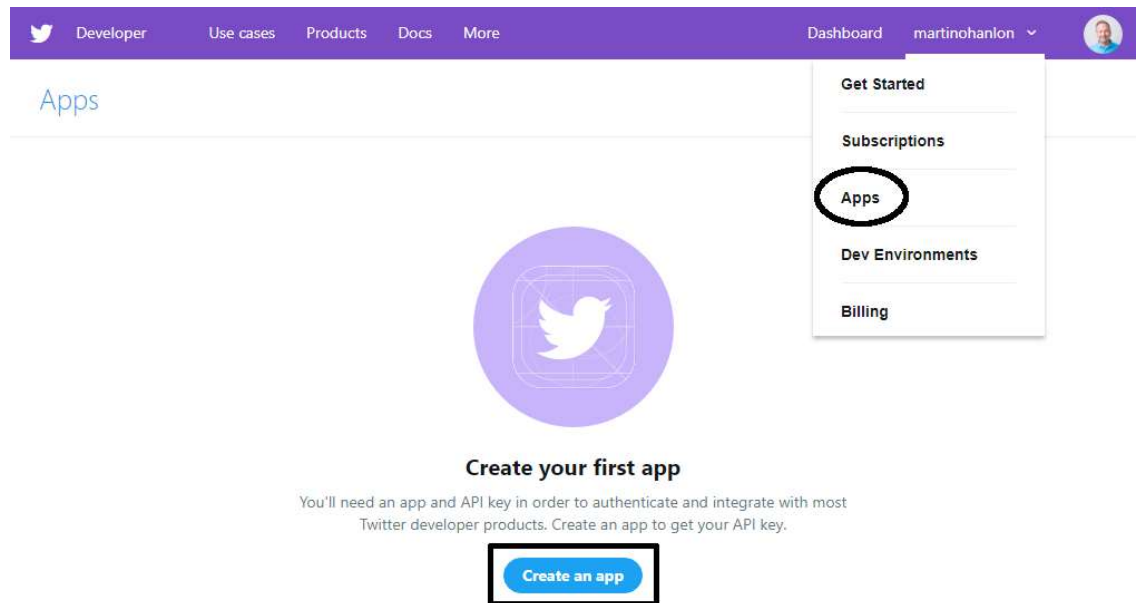 Developer Use cases Products Docs More Dashboard martinohanlon
Apps
Get Started
Subscriptions
Apps
Dev Environments
Billing
Create your first app
You'll need an app and API key in order to authenticate and integrate with most
Twitter developer products. Create an app to get your API key.
Create an app